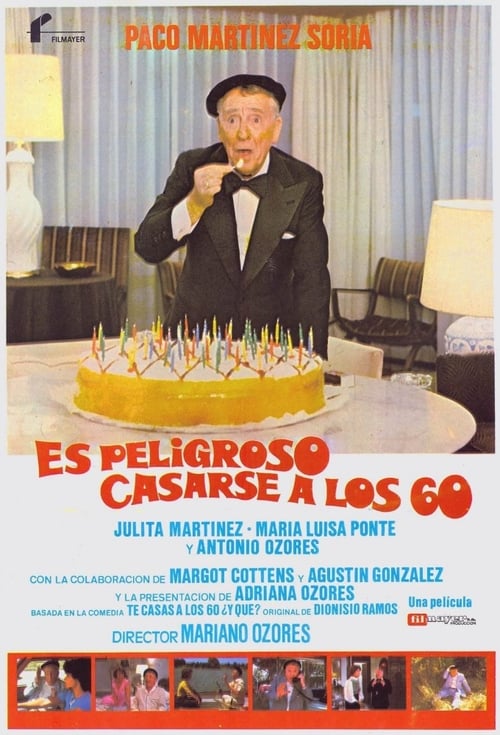 FILMAYER
PACO MARTINEZ SORIA
ES PELIGROSO
CASARSE A LOS 60
JULITA MARTINEZ - MARIA LUISA PONTE
Y ANTONIO OZORES
CON LA COLABORACION DE MARGOT COTTENS Y AGUSTIN GONZALEZ
Y LA PRESENTACION DE ADRIANA OZORES
BASADA EN LA COMEDIA TE CASAS A LOS 60 ¿Y QUE? ORIGINAL DE DIONISIO RAMOS
DIRECTOR MARIANO OZORES
Una película
filmayer, s.a.
PRODUCCION